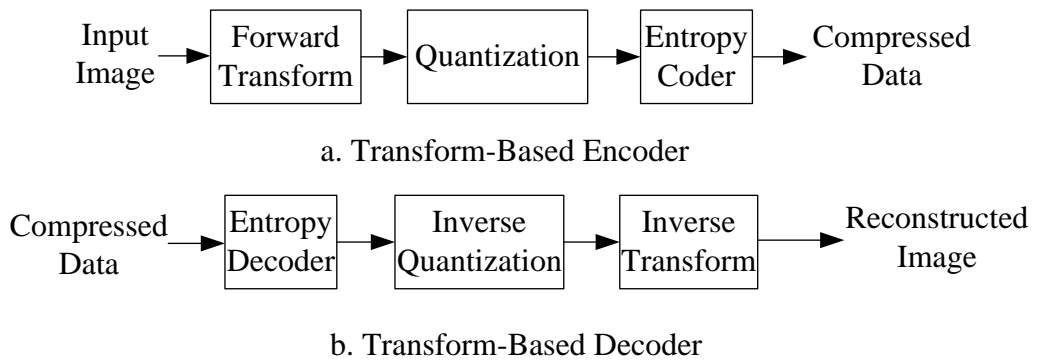 Input
Image
Forward
Transform
Quantization
Entropy
Coder
Compressed
Data
a. Transform-Based Encoder
Compressed
Data
Entropy
Decoder
Inverse
Quantization
Inverse
Transform
Reconstructed
Image
b. Transform-Based Decoder